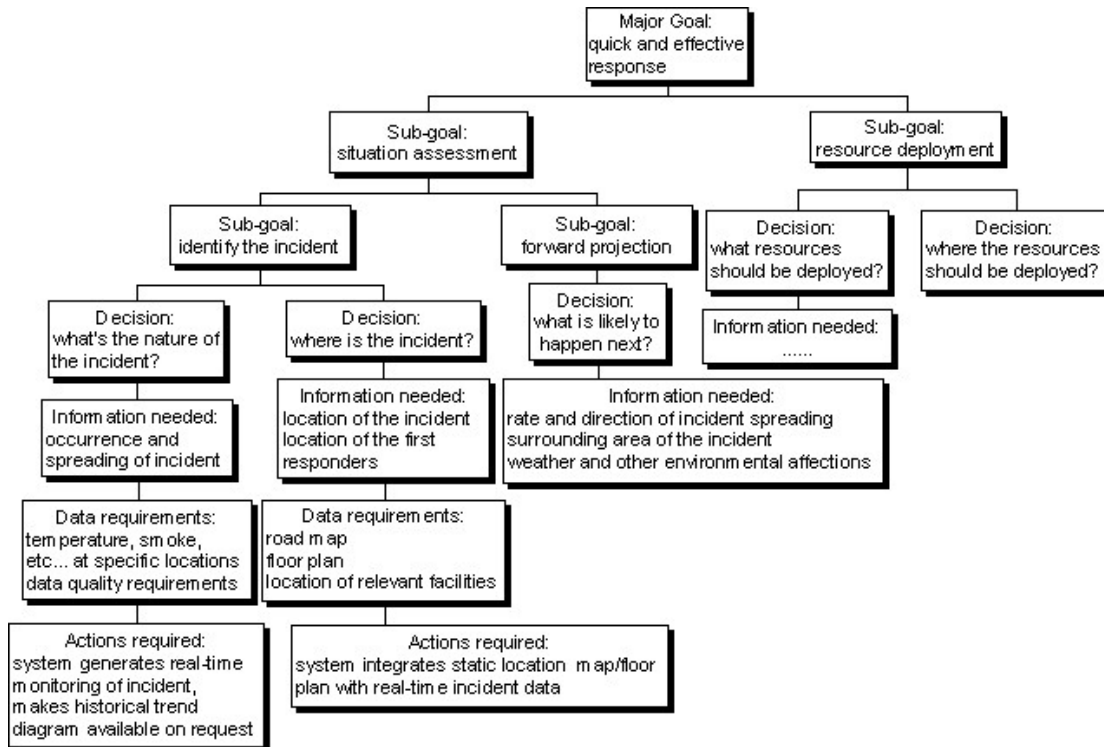 Major Goal:
quick and effective
response
Sub-goal:
situation assessment
Sub-goal:
resource deployment
Sub-goal:
identify the incident
Sub-goal:
forward projection
Decision:
what resources
should be deployed?
Decision:
where the resources
should be deployed?
Decision:
what's the nature of
the incident?
Decision:
where is the incident?
Decision:
what is likely to
happen next?
Information needed:
......
Information needed:
occurrence and
spreading of incident
Information needed:
location of the incident
location of the first
responders
Information needed:
rate and direction of incident spreading
surrounding area of the incident
weather and other environmental affections
Data requirements:
temperature, smoke,
etc... at specific locations
data quality requirements
Data requirements:
road map
floor plan
location of relevant facilities
Actions required:
system generates real-time
monitoring of incident,
makes historical trend
diagram available on request
Actions required:
system integrates static location map/floor
plan with real-time incident data